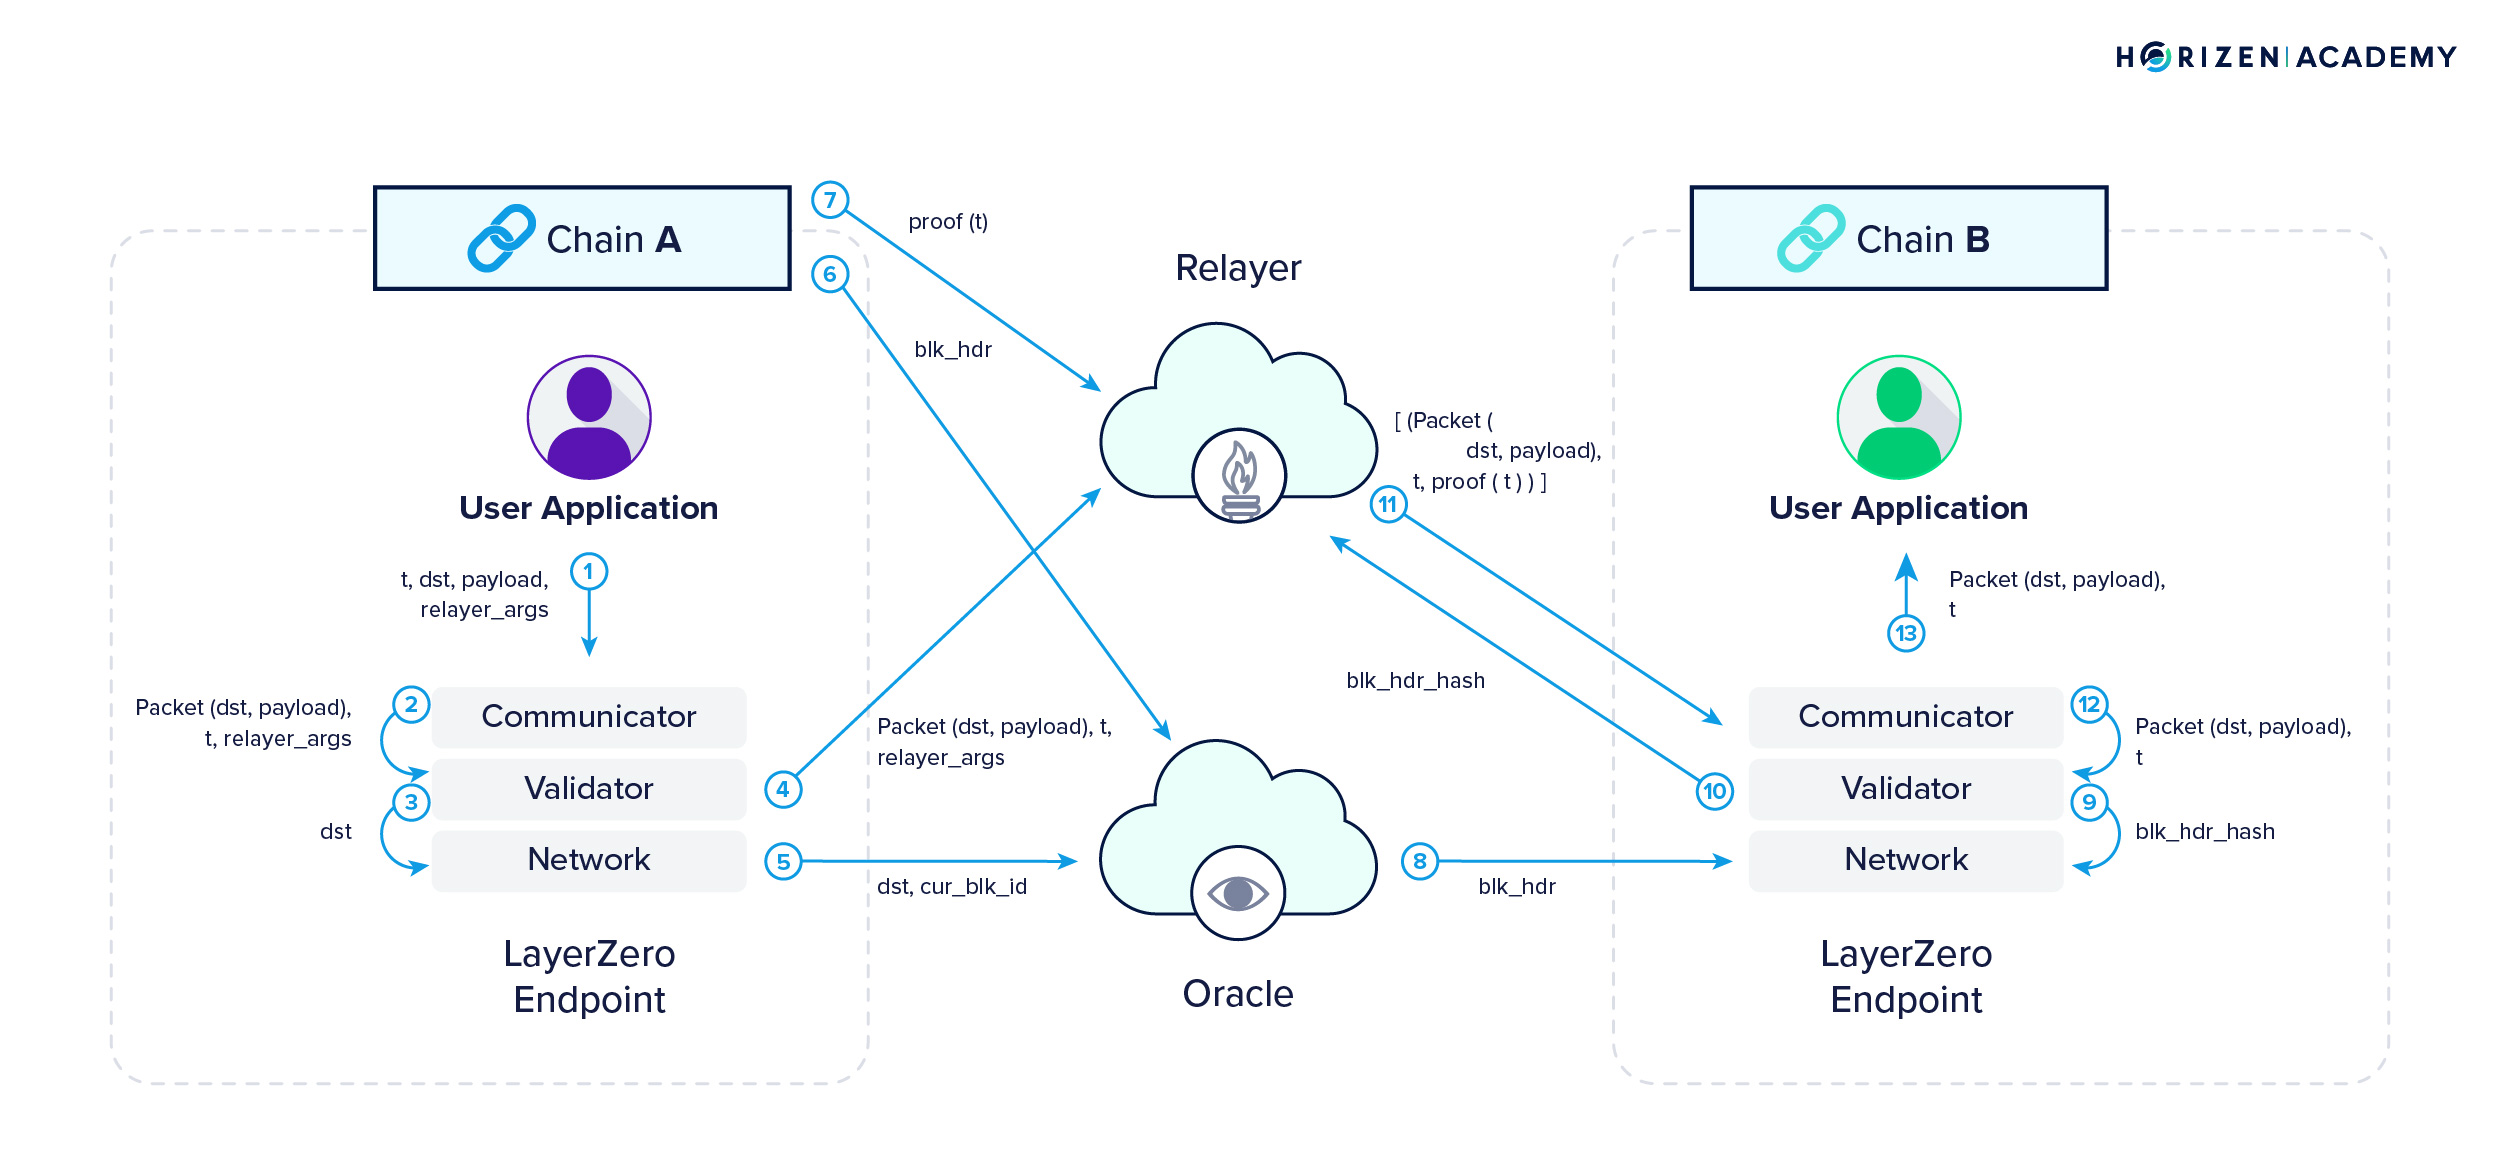 HORIZEN | ACADEMY
Chain A
7
proof (t)
6
blk_hdr
User Application
1
t, dst, payload,
relayer_args
2
Packet (dst, payload),
t, relayer_args
3
dst
Communicator
Validator
Network
4
Packet (dst, payload), t,
relayer_args
5
dst, cur_blk_id
LayerZero
Endpoint
Relayer
[ (Packet (
dst, payload),
t, proof ( t ) ) ]
11
blk_hdr_hash
10
8
blk_hdr
Oracle
Chain B
User Application
Packet (dst, payload),
t
13
Communicator
Validator
Network
12
Packet (dst, payload),
t
9
blk_hdr_hash
LayerZero
Endpoint